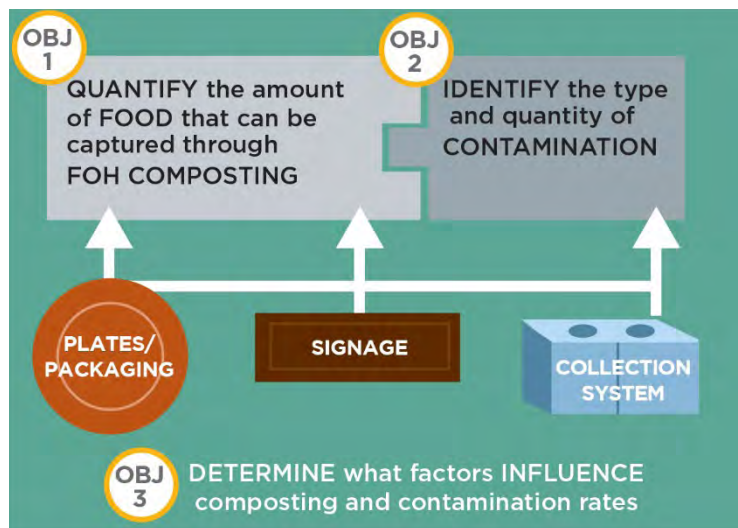 OBJ
1
QUANTIFY the amount
of FOOD that can be
captured through
FOH COMPOSTING
OBJ
2
IDENTIFY the type
and quantity of
CONTAMINATION
PLATES/
PACKAGING
SIGNAGE
COLLECTION
SYSTEM
OBJ
3
DETERMINE what factors INFLUENCE
composting and contamination rates